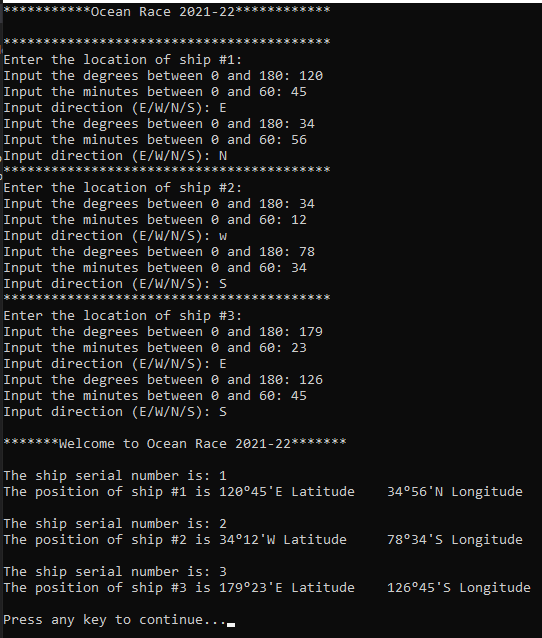 ***********Ocean Race 2021-22************
*****************************************
Enter the location of ship #1:
Input the degrees between 0 and 180: 120
Input the minutes between 0 and 60: 45
Input direction (E/W/N/S): E
Input the degrees between 0 and 180: 34
Input the minutes between 0 and 60: 56
Input direction (E/W/N/S): N
*****************************************
Enter the location of ship #2:
Input the degrees between 0 and 180: 34
Input the minutes between 0 and 60: 12
Input direction (E/W/N/S): w
Input the degrees between 0 and 180: 78
Input the minutes between 0 and 60: 34
Input direction (E/W/N/S): S
*****************************************
Enter the location of ship #3:
Input the degrees between 0 and 180: 179
Input the minutes between 0 and 60: 23
Input direction (E/W/N/S): E
Input the degrees between 0 and 180: 126
Input the minutes between 0 and 60: 45
Input direction (E/W/N/S): S
*******Welcome to Ocean Race 2021-22*******
The ship serial number is: 1
The position of ship #1 is 120°45'E Latitude    34°56'N Longitude
The ship serial number is: 2
The position of ship #2 is 34°12'W Latitude     78°34'S Longitude
The ship serial number is: 3
The position of ship #3 is 179°23'E Latitude    126°45'S Longitude
Press any key to continue...